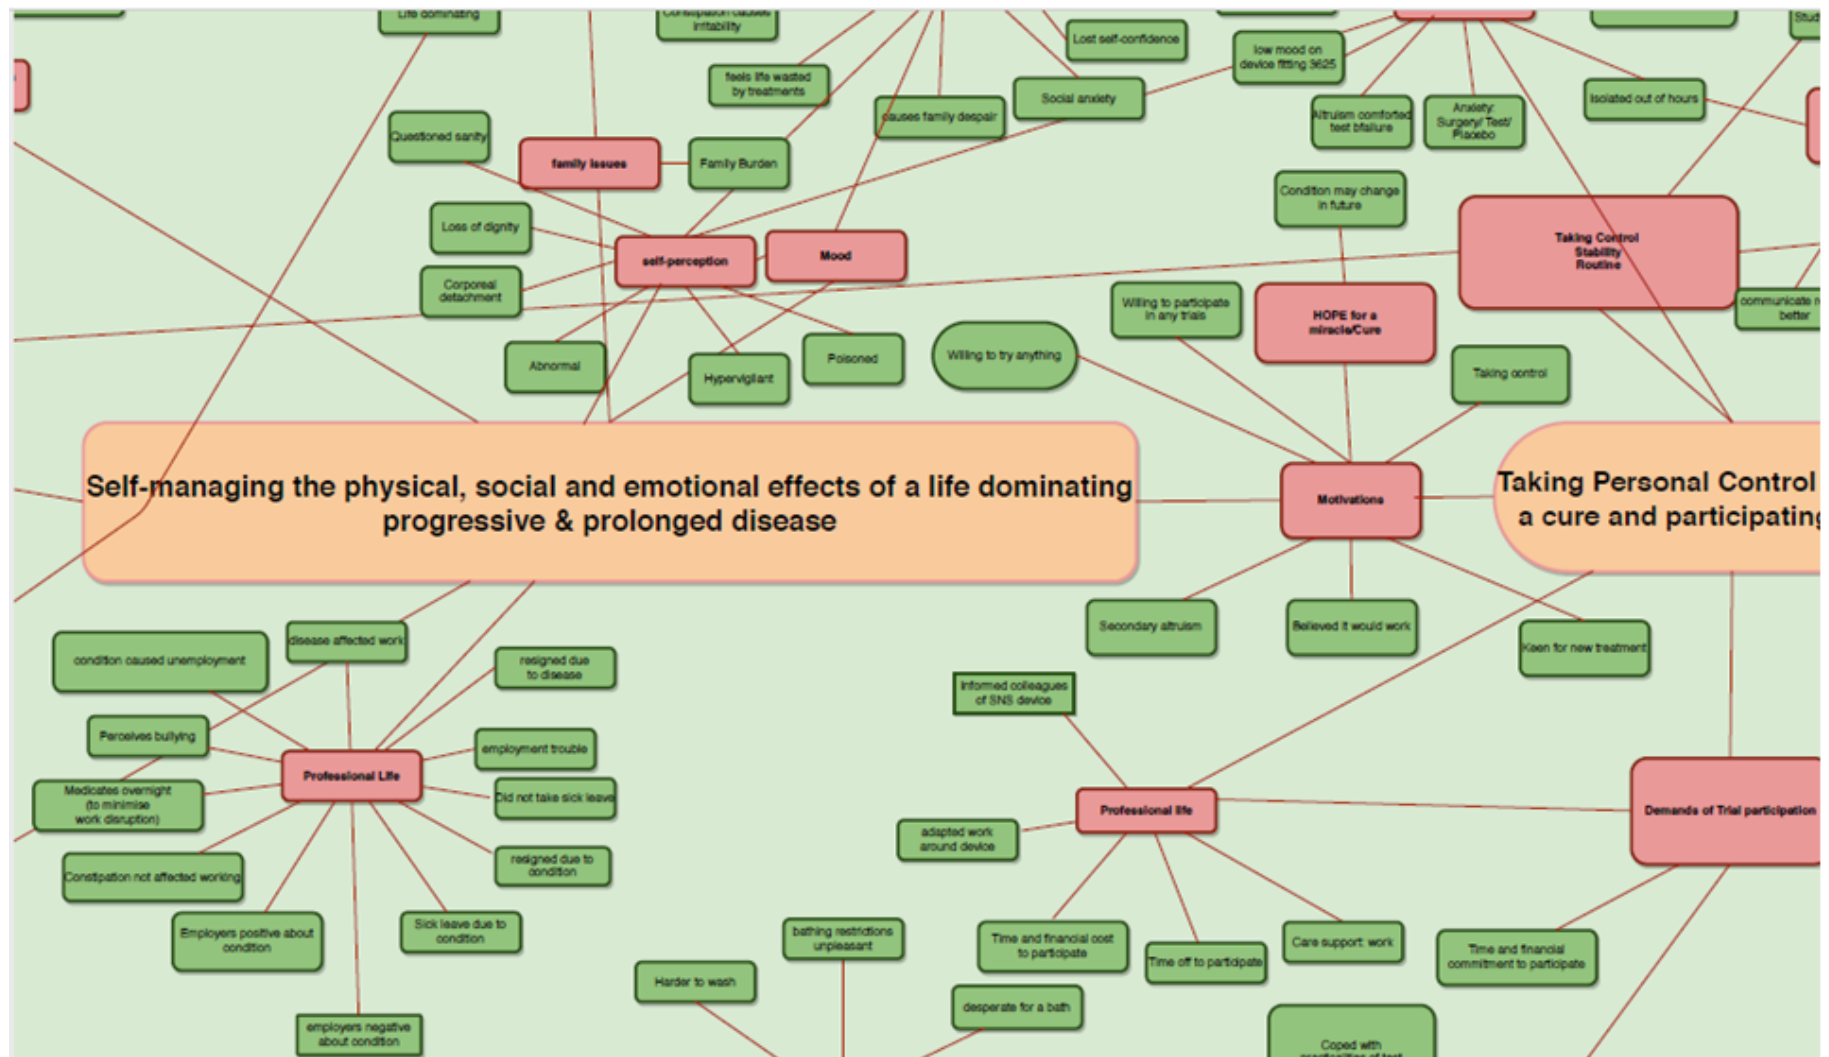 Life dominating
Constipation causes
irritability
Lost self-confidence
low mood on
device fitting 3625
feels life wasted
by treatments
Social anxiety
causes family despair
Isolated out of hours
Altruism comforted
test bfailure
Anxiety:
Surgery/ Test/
Placebo
Questioned sanity
family issues
Family Burden
Condition may change
in future
Loss of dignity
self-perception
Mood
Taking Control
Stability
Routine
Corporeal
detachment
Willing to participate
in any trials
HOPE for a
miracle/Cure
communicate
better
Abnormal
Hypervigilant
Poisoned
Willing to try anything
Taking control
Self-managing the physical, social and emotional effects of a life dominating
progressive & prolonged disease
Motivations
Taking Personal Control
a cure and participating
Secondary altruism
Believed it would work
Keen for new treatment
condition caused unemployment
disease affected work
resigned due
to disease
Informed colleagues
of SNS device
Perceives bullying
employment trouble
Professional Life
Medicates overnight
(to minimise
work disruption)
Did not take sick leave
Professional life
Demands of Trial participation
adapted work
around device
Constipation not affected working
resigned due to
condition
Employers positive about
condition
Sick leave due to
condition
bathing restrictions
unpleasant
Time and financial cost
to participate
Time off to participate
Care support: work
Time and financial
commitment to participate
Harder to wash
desperate for a bath
employers negative
about condition
Coped with